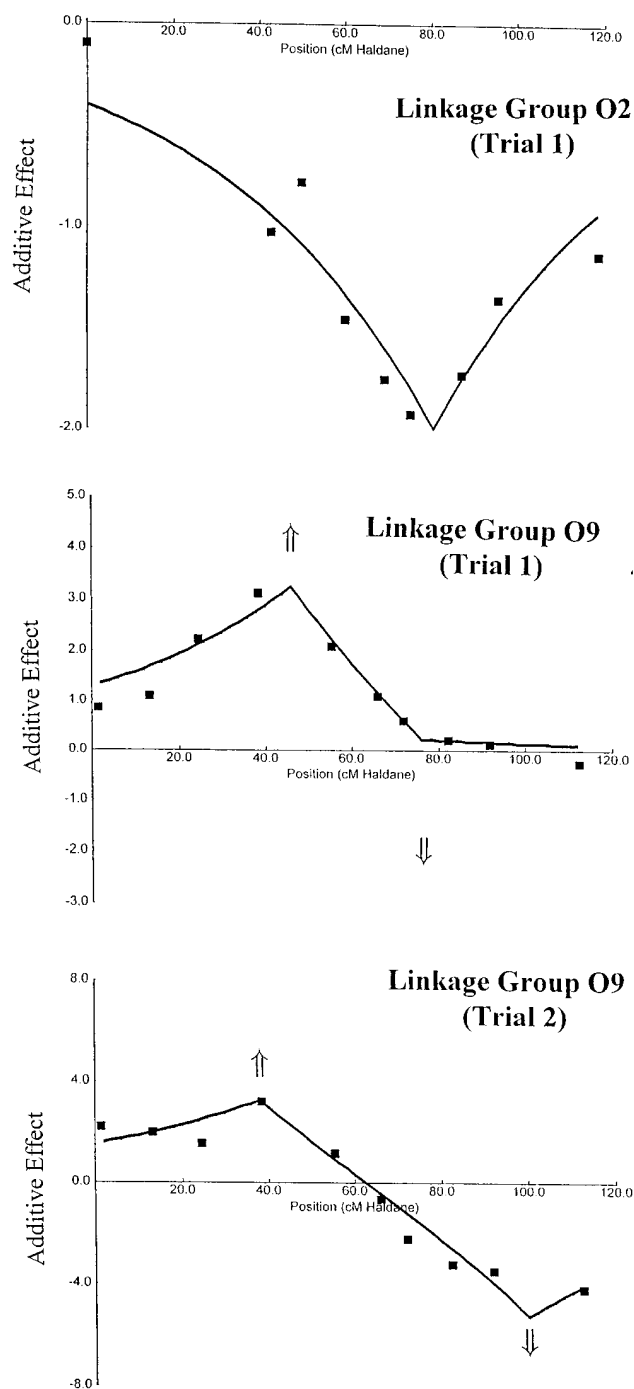 0.0
20.0 40.0 60.0 80.0 100.0 120.0
Position (cM Haldane)
Linkage Group O2
(Trial 1)
Additive Effect
-1.0
-2.0
5.0
Linkage Group O9
(Trial 1)
4.0
3.0
2.0
1.0
Additive Effect
0.0
20.0 40.0 60.0 80.0 100.0 120.0
Position (cM Haldane)
-1.0
-2.0
-3.0
8.0
Linkage Group O9
(Trial 2)
4.0
Additive Effect
0.0
20.0 40.0 60.0 80.0 100.0 120.0
Position (cM Haldane)
-4.0
-8.0